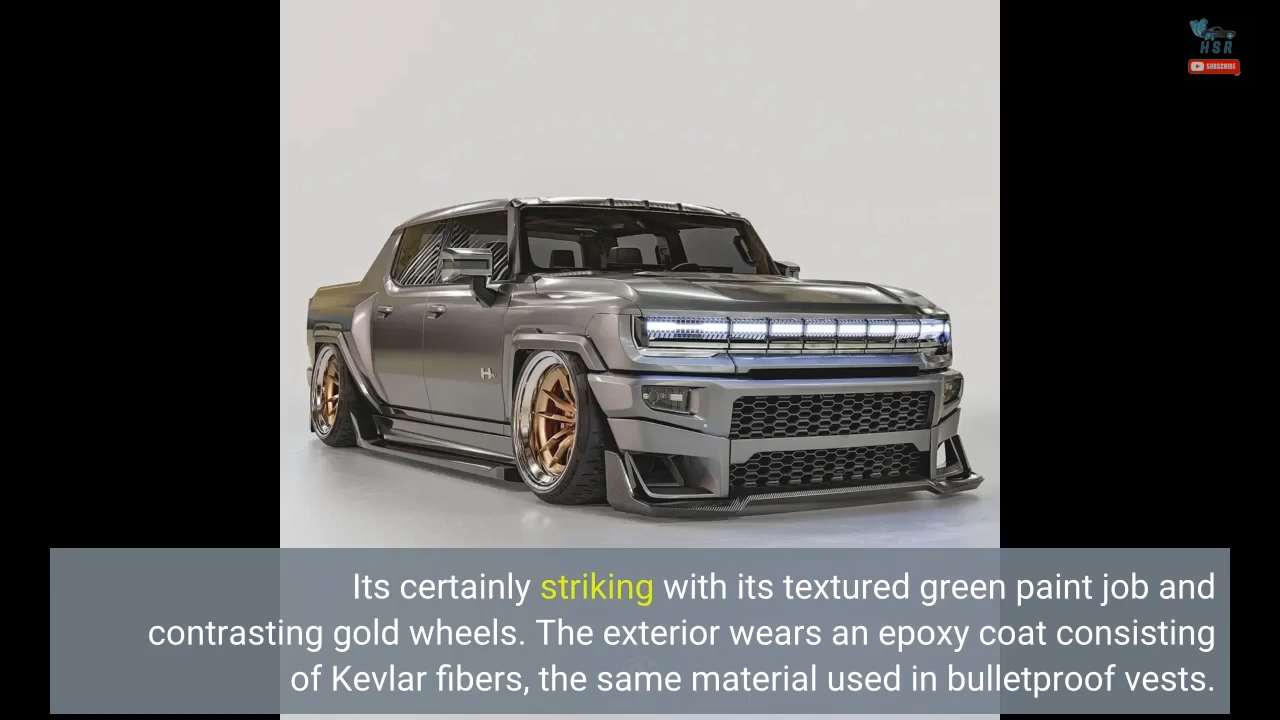 HSR
SUBSCRIBE
Its certainly striking with its textured green paint job and
contrasting gold wheels. The exterior wears an epoxy coat consisting
of Kevlar fibers, the same material used in bulletproof vests.